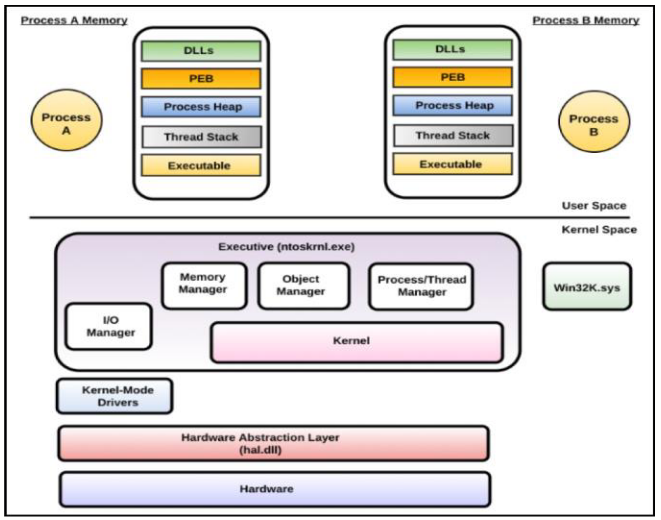 Process A Memory
Process B Memory
DLLs
PEB
Process Heap
Thread Stack
Executable
Process
A
DLLs
PEB
Process Heap
Thread Stack
Executable
Process
B
User Space
Kernel Space
Executive (ntoskrnl.exe)
Memory
Manager
Object
Manager
Process/Thread
Manager
Win32K.sys
I/O
Manager
Kernel
Kernel-Mode
Drivers
Hardware Abstraction Layer
(hal.dll)
Hardware